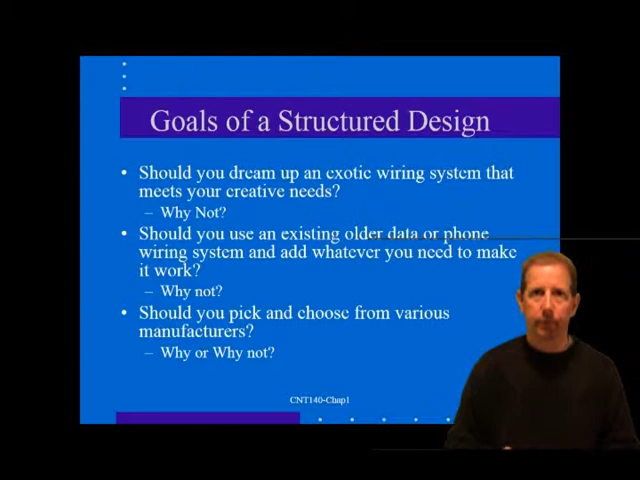 Goals of a Structured Design
• Should you dream up an exotic wiring system that
meets your creative needs?
– Why Not?
• Should you use an existing older data or phone
wiring system and add whatever you need to make
it work?
– Why not?
• Should you pick and choose from various
manufacturers?
– Why or Why not?
CNT140-Chap1